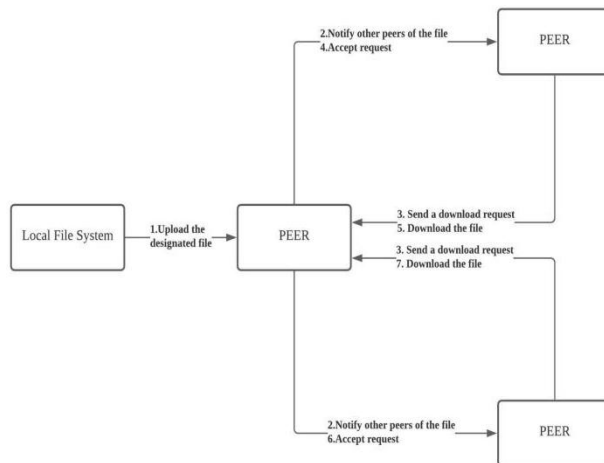 2.Notify other peers of the file
4.Accept request
PEER
Local File System
1.Upload the
designated file
PEER
3. Send a download request
5. Download the file
3. Send a download request
7. Download the file
2.Notify other peers of the file
6.Accept request
PEER